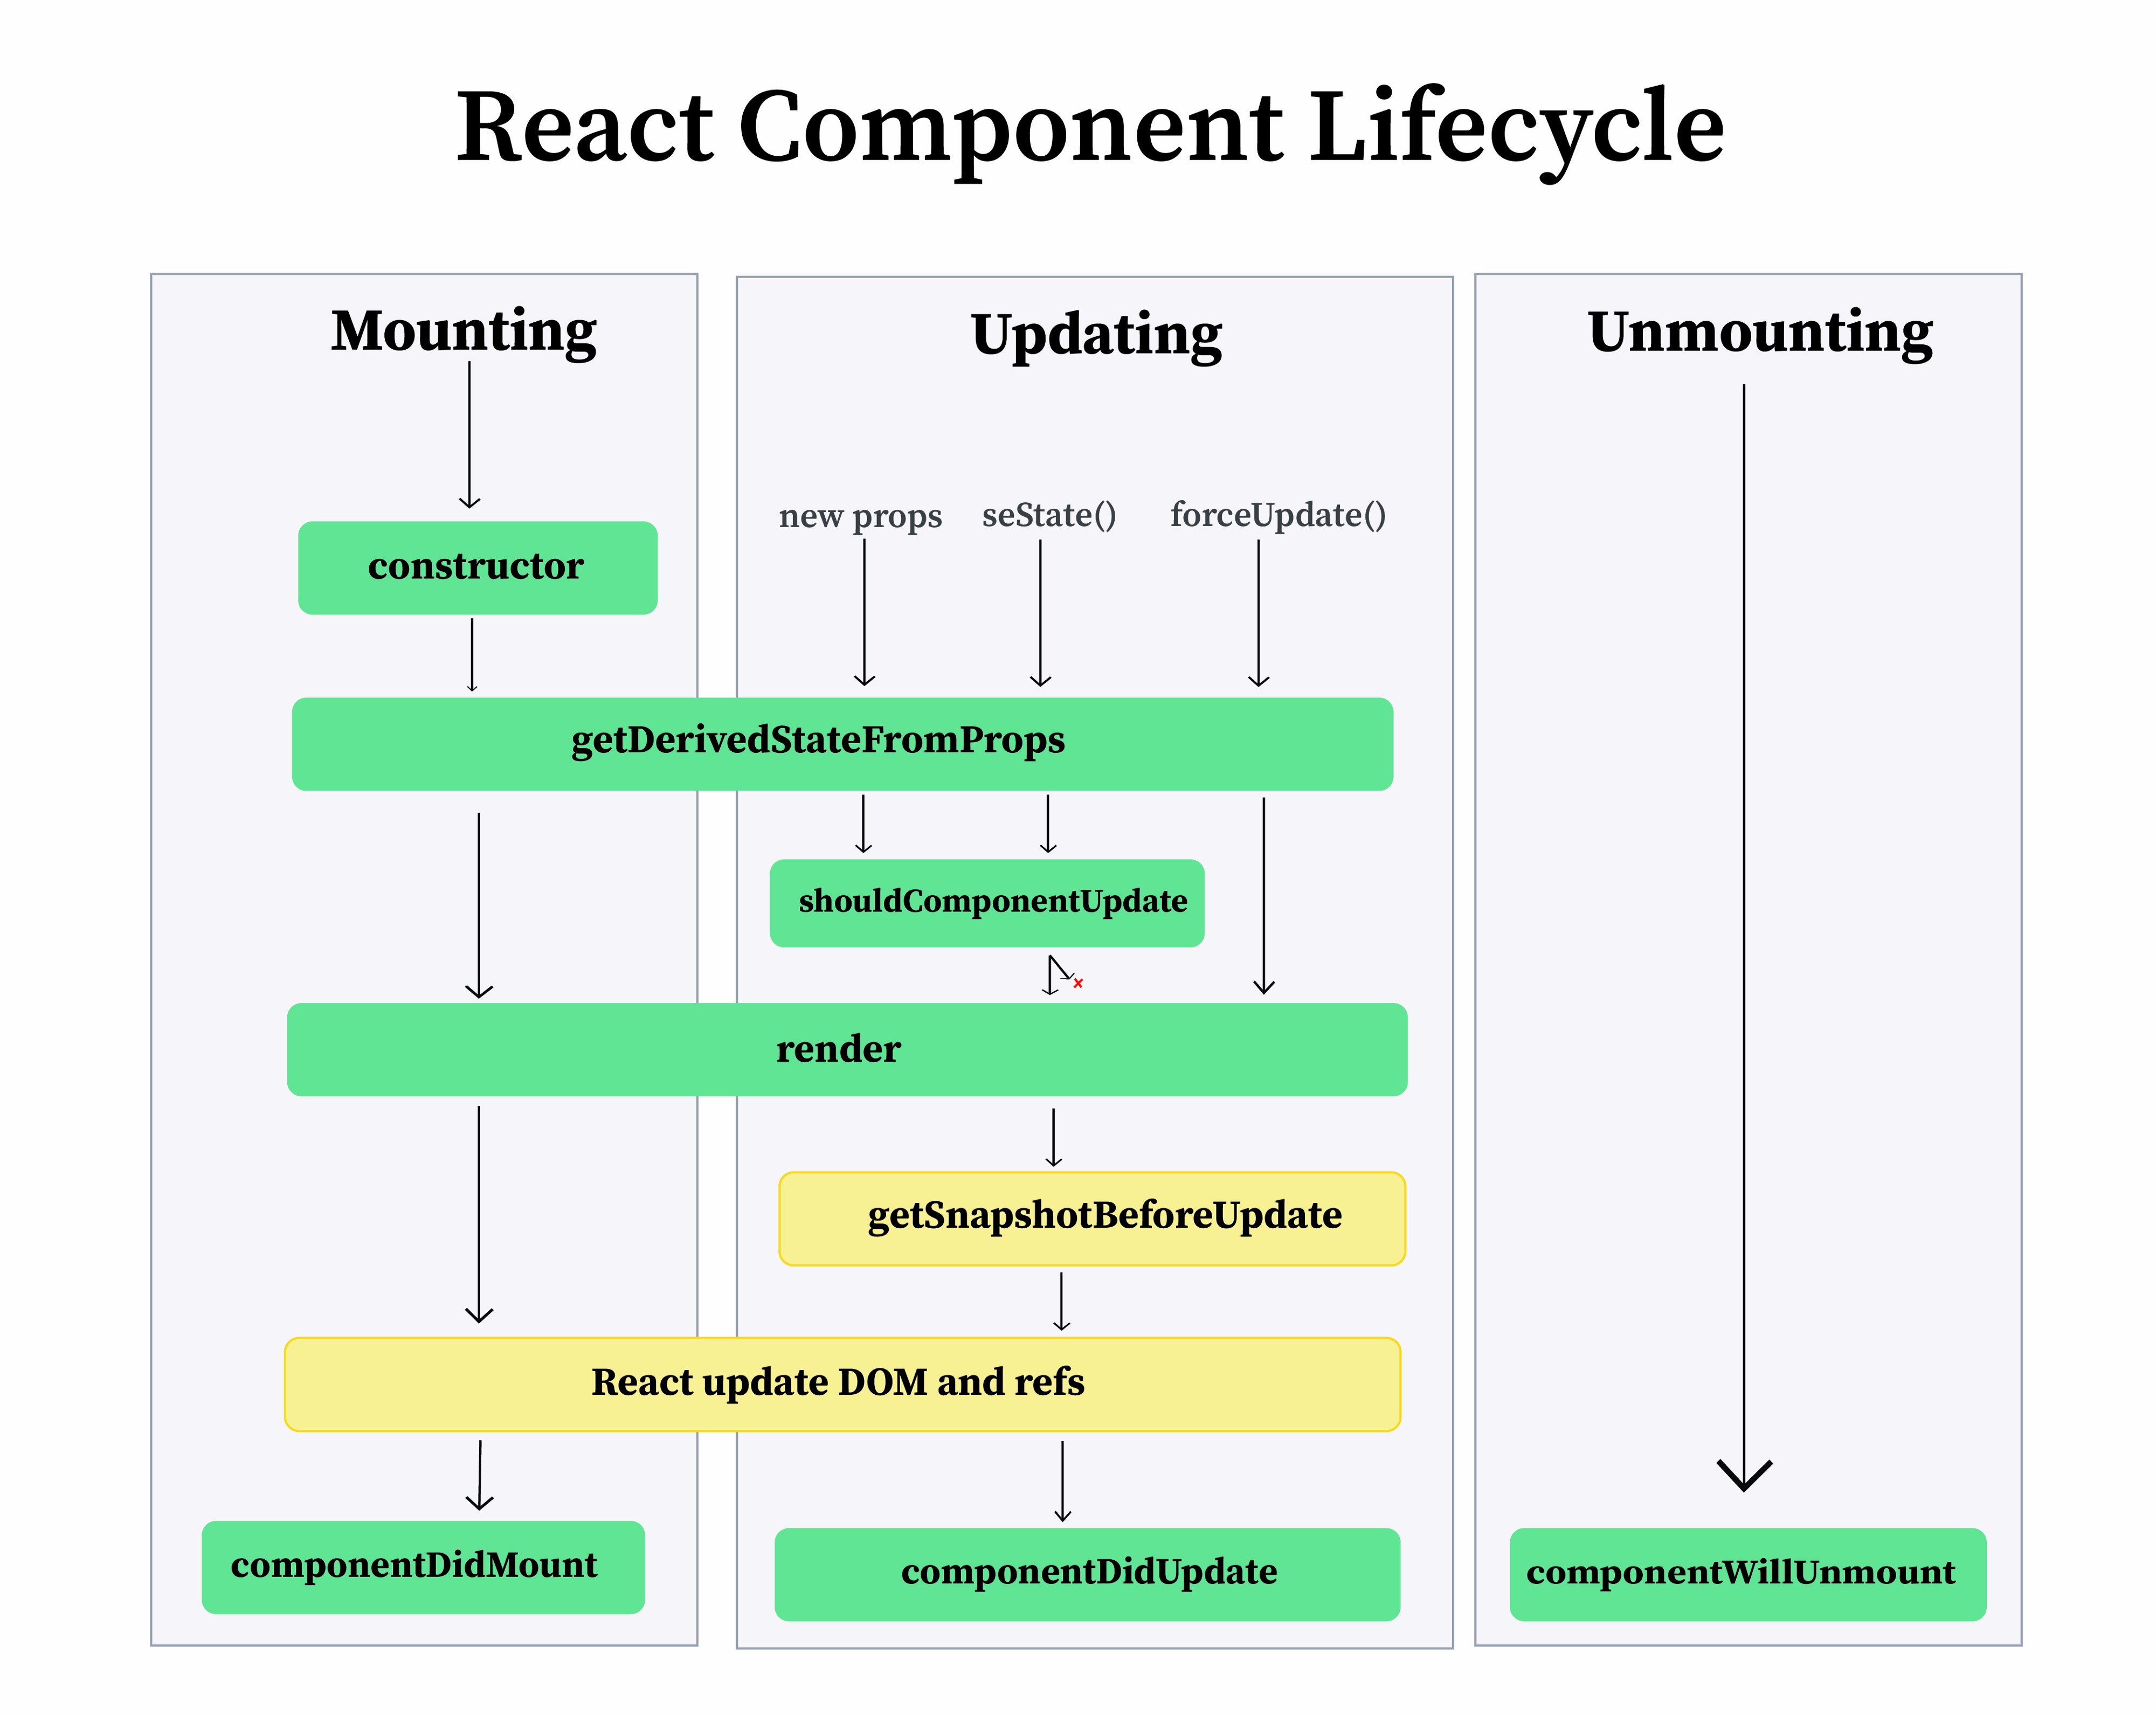 React Component Lifecycle
Mounting
Updating
Unmounting
new props
seState()
forceUpdate()
constructor
getDerivedStateFromProps
shouldComponentUpdate
render
getSnapshotBeforeUpdate
React update DOM and refs
componentDidMount
componentDidUpdate
componentWillUnmount